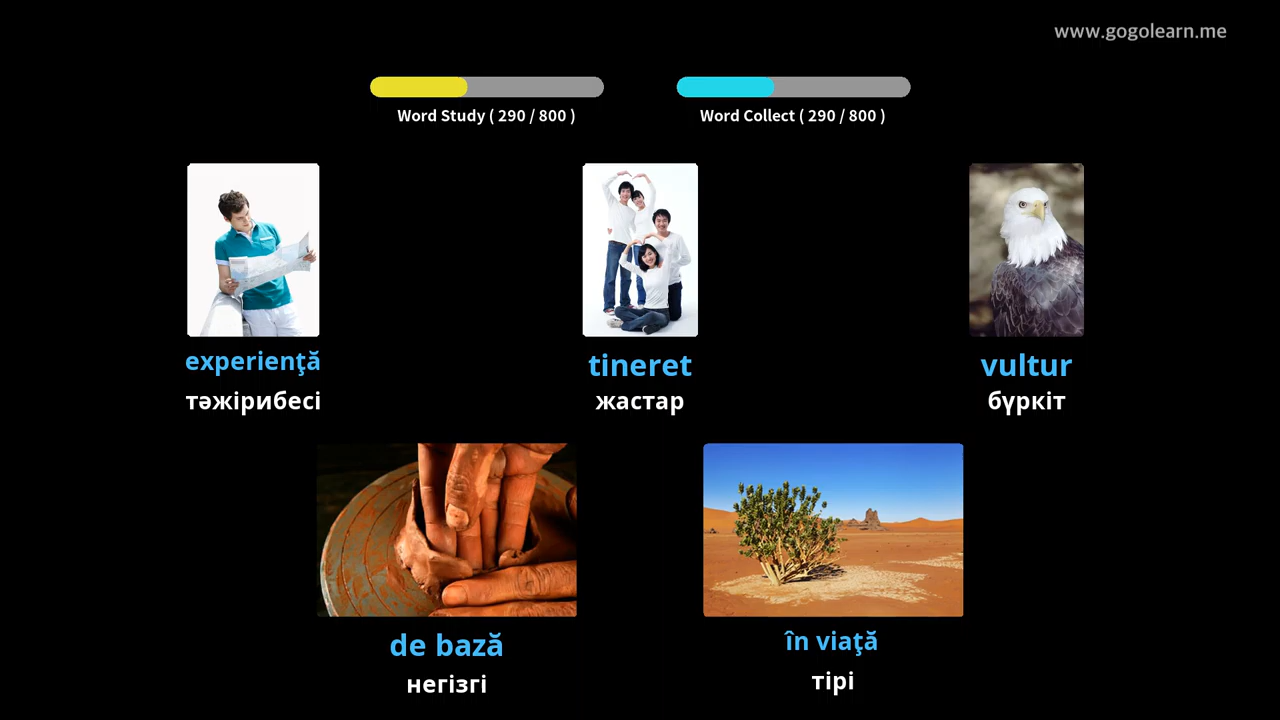 www.gogolearn.me
Word Study ( 290 / 800 )
Word Collect ( 290 / 800 )
experienţă
тәжірибесі
tineret
жастар
vultur
бүркіт
de bază
негізгі
în viaţă
тірі